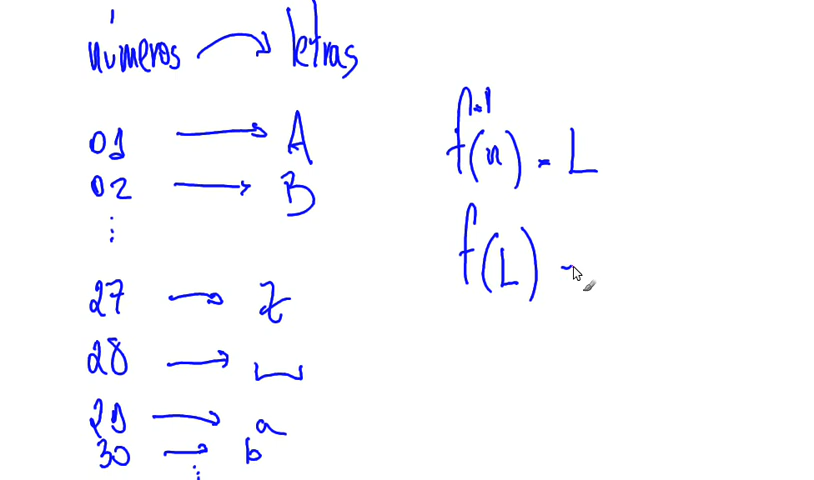 números → letras
01 → A
02 → B
⋮
27 → Z
28 → ␣
29 → a
30 → b
⋮
f⁻¹(n) = L
f(L) =